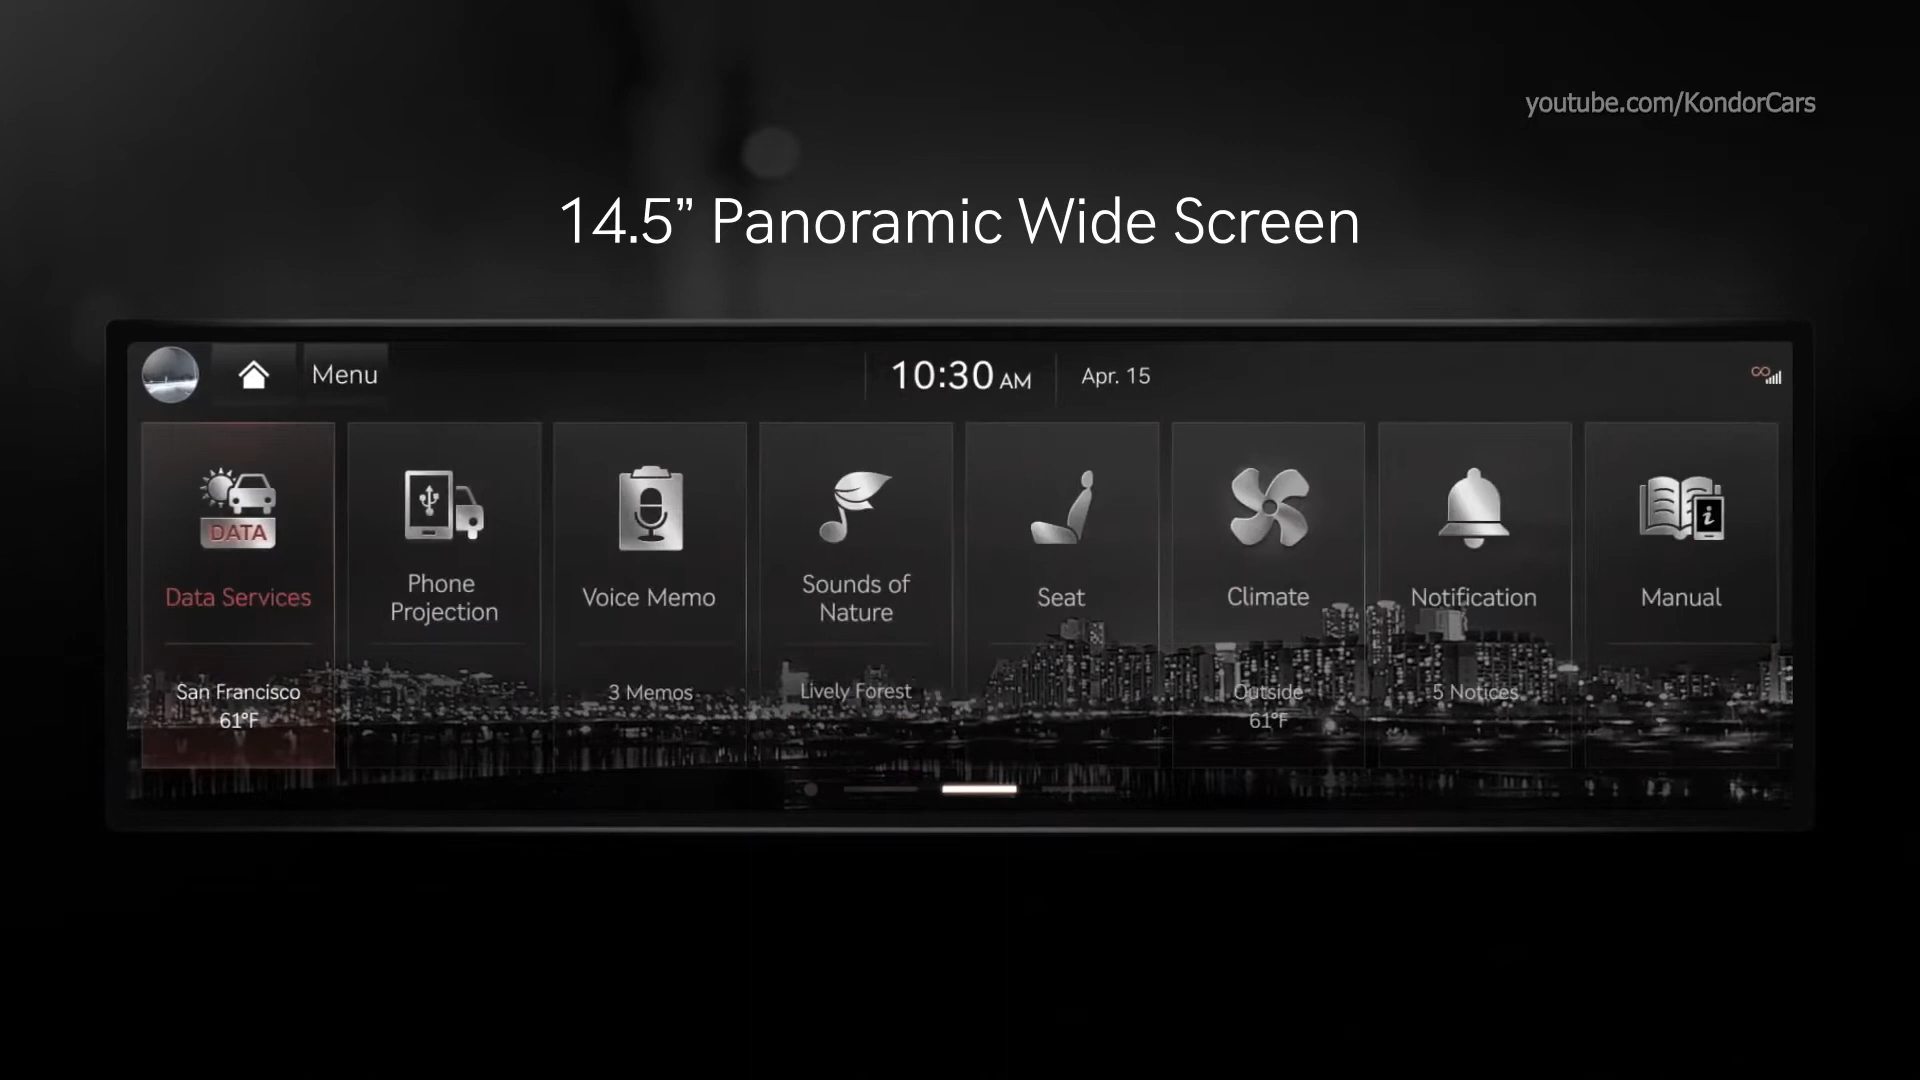 youtube.com/KondorCars
14.5” Panoramic Wide Screen
Menu
10:30 AM
Apr. 15
DATA
Data Services
San Francisco
61°F
Phone
Projection
Voice Memo
3 Memos
Sounds of
Nature
Lively Forest
Seat
Climate
Outside
61°F
Notification
5 Notices
i
Manual